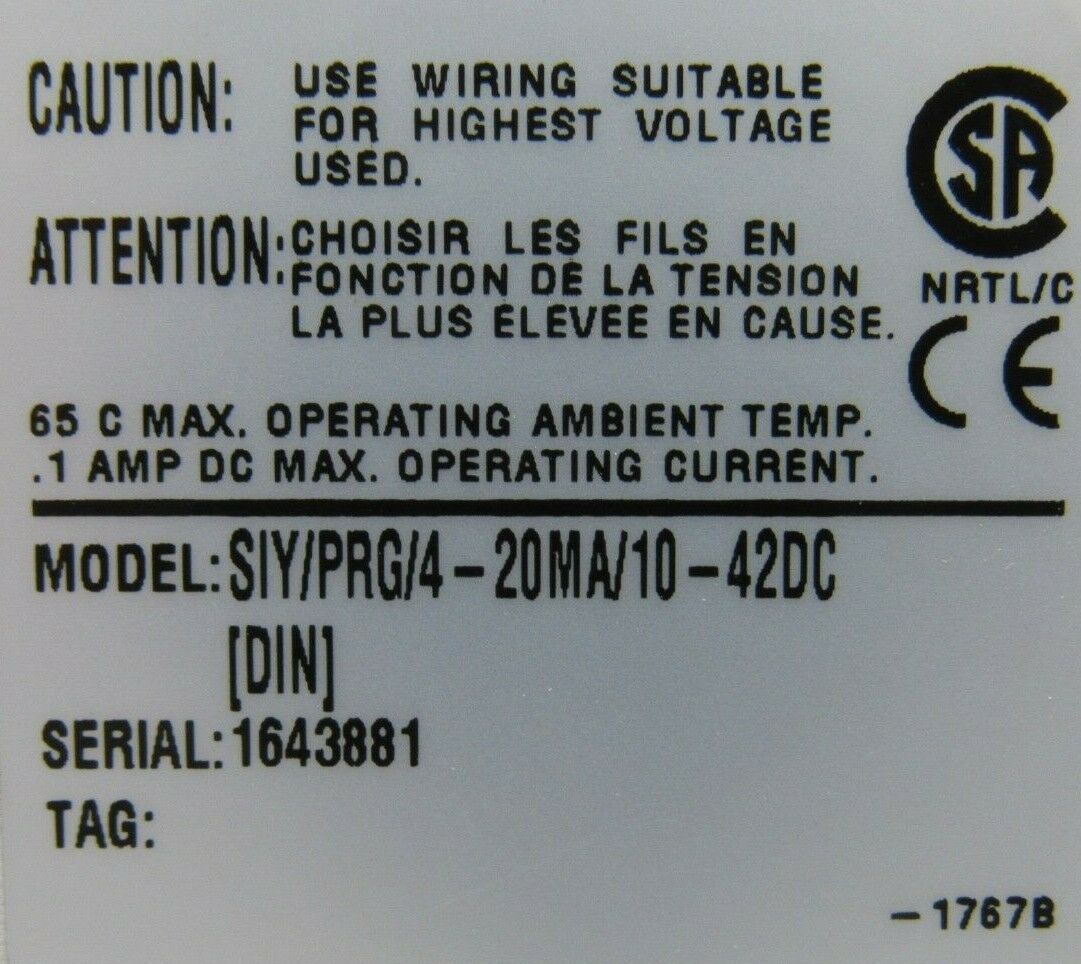 CAUTION: USE WIRING SUITABLE
FOR HIGHEST VOLTAGE
USED.
ATTENTION: CHOISIR LES FILS EN
FONCTION DE LA TENSION
LA PLUS ELEVEE EN CAUSE.
CSA
NRTL/C
CE
65 C MAX. OPERATING AMBIENT TEMP.
.1 AMP DC MAX. OPERATING CURRENT.
MODEL: SIY/PRG/4-20MA/10-42DC
[DIN]
SERIAL: 1643881
TAG:
-1767B